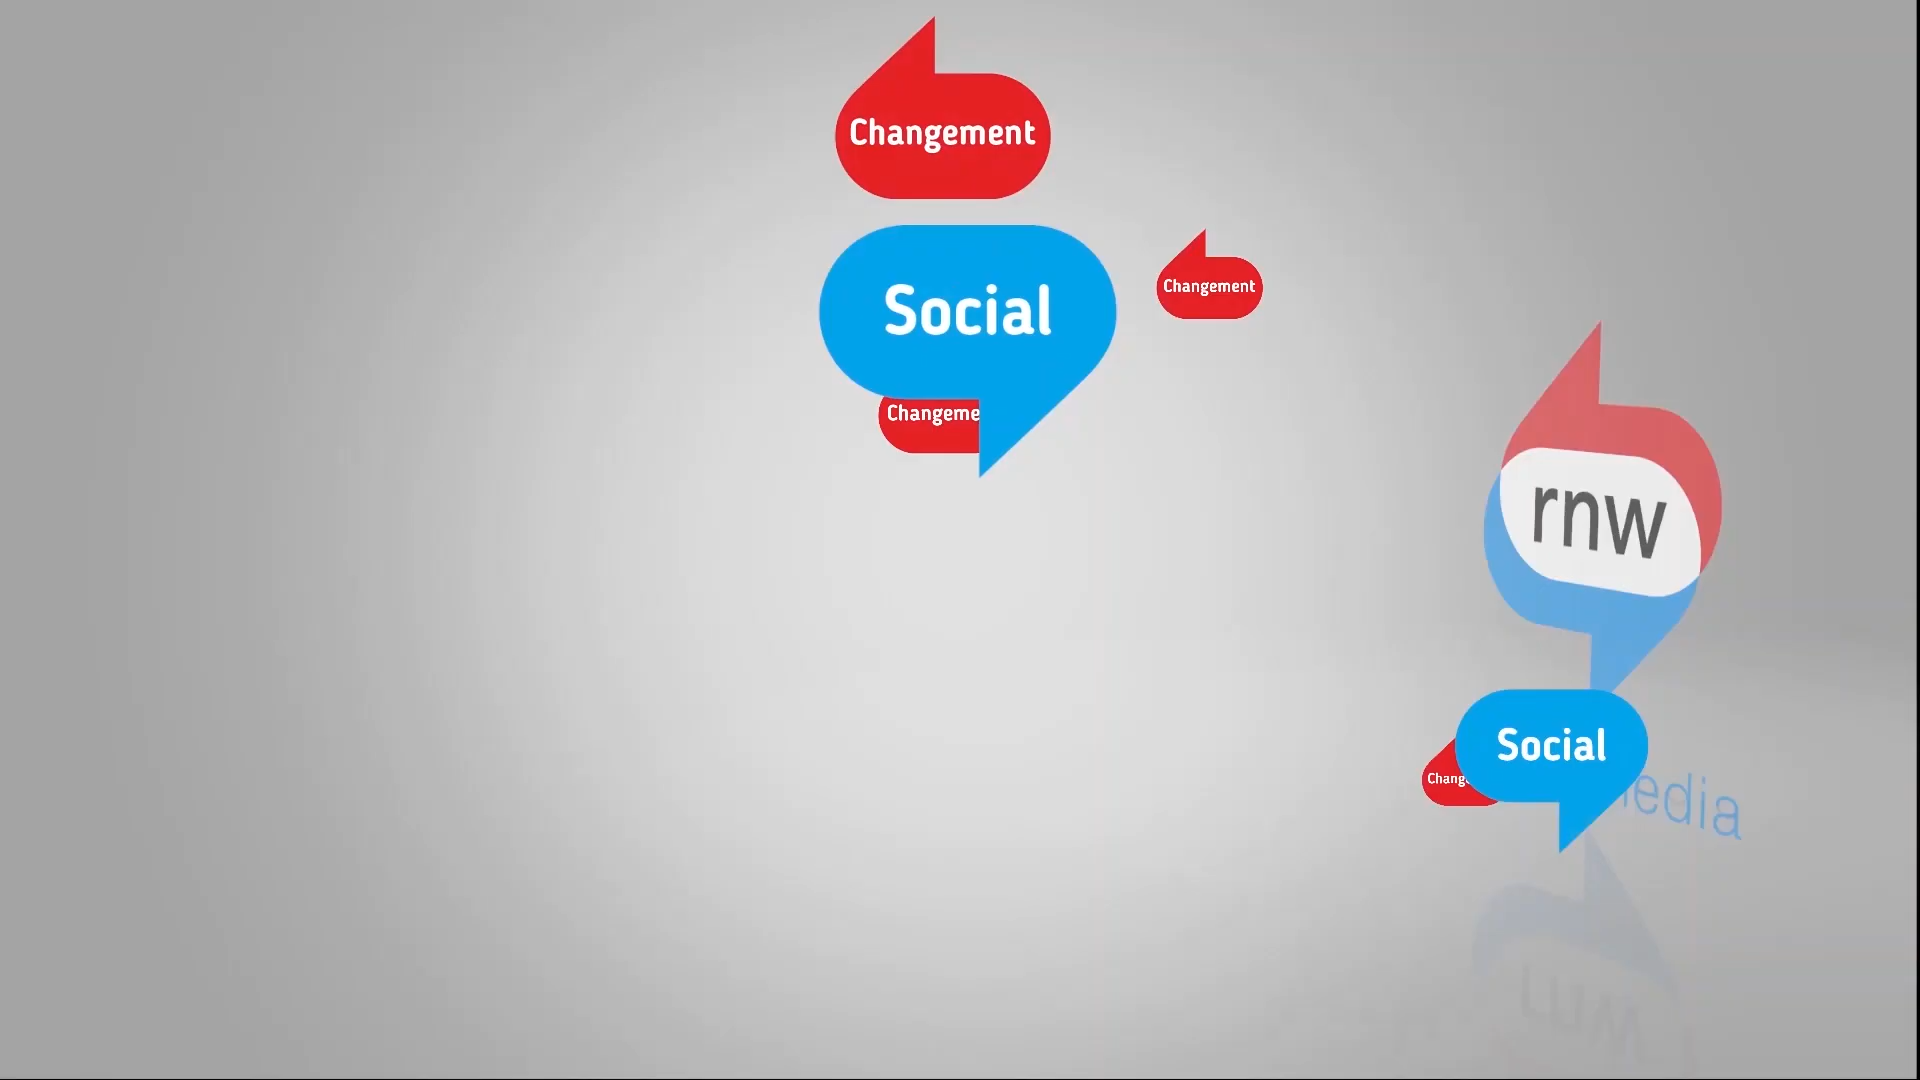 Changement
Social
Changement
Changeme
rnw
Social
Chang
edia